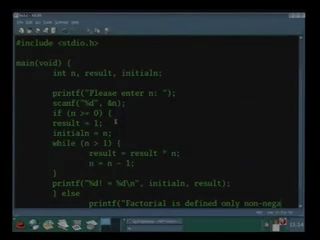 #include <stdio.h>
main(void) {
int n, result, initialn;
printf("Please enter n: ");
scanf("%d", &n);
if (n >= 0) {
result = 1;
initialn = n;
while (n > 1) {
result = result * n;
n = n - 1;
}
printf("%d! = %d\n", initialn, result);
} else
printf("Factorial is defined only non-nega